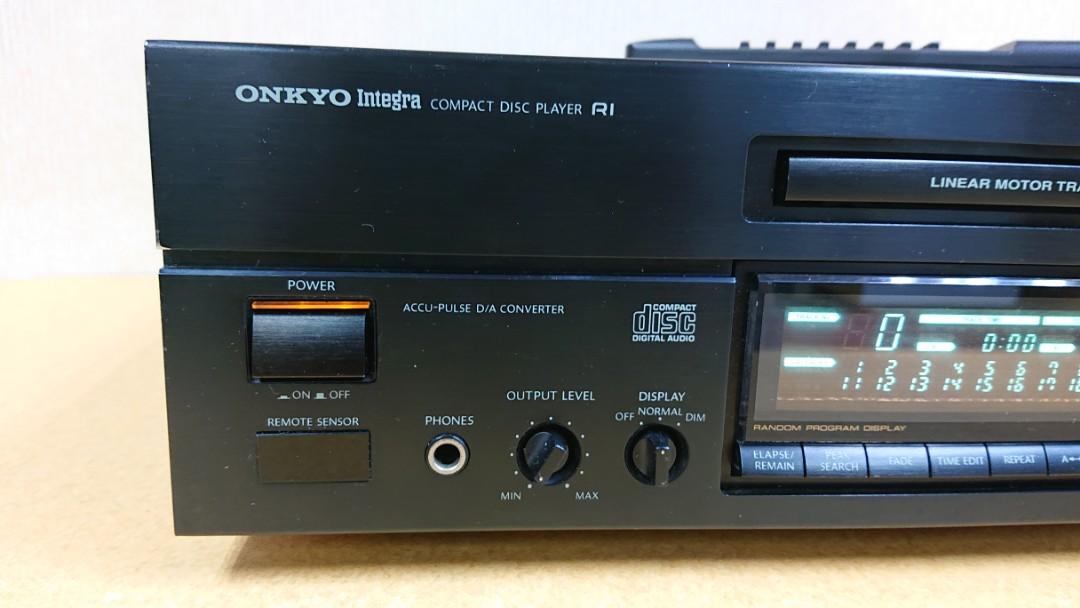 ONKYO Integra COMPACT DISC PLAYER RI
LINEAR MOTOR TRA
POWER
ACCU-PULSE D/A CONVERTER
COMPACT
disc
DIGITAL AUDIO
0
0:00
1 2 3 4 5 6 7
11 12 13 14 15 16 17 18
RANDOM PROGRAM DISPLAY
ON OFF
OUTPUT LEVEL
DISPLAY
OFF NORMAL DIM
REMOTE SENSOR
PHONES
MIN MAX
ELAPSE/
REMAIN
PEAK
SEARCH
FADE
TIME EDIT
REPEAT
A